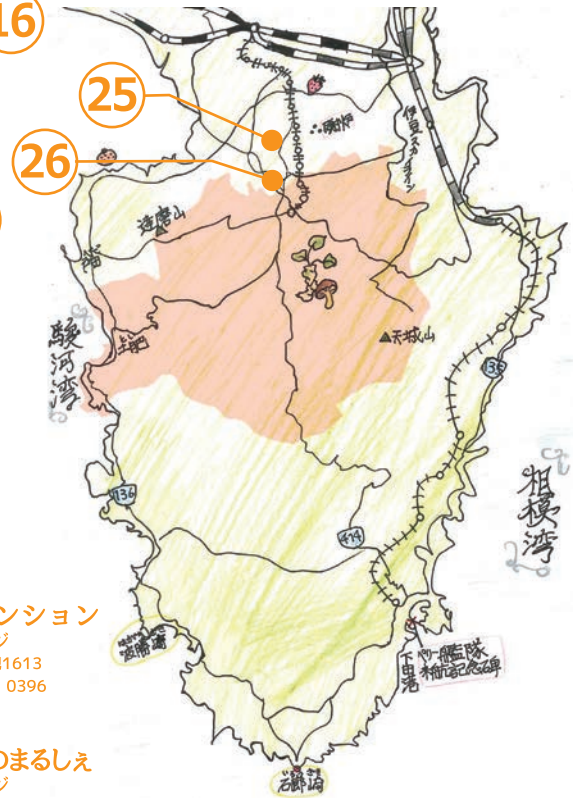 16
25
26
反射炉
伊豆スカイライン
達磨山
土肥
駿河湾
▲天城山
135
相模湾
136
414
波勝崎
下田港
ペリー艦隊
来航記念碑
石廊崎
ンション
ジ
1613
0396
のまるしぇ
ジ